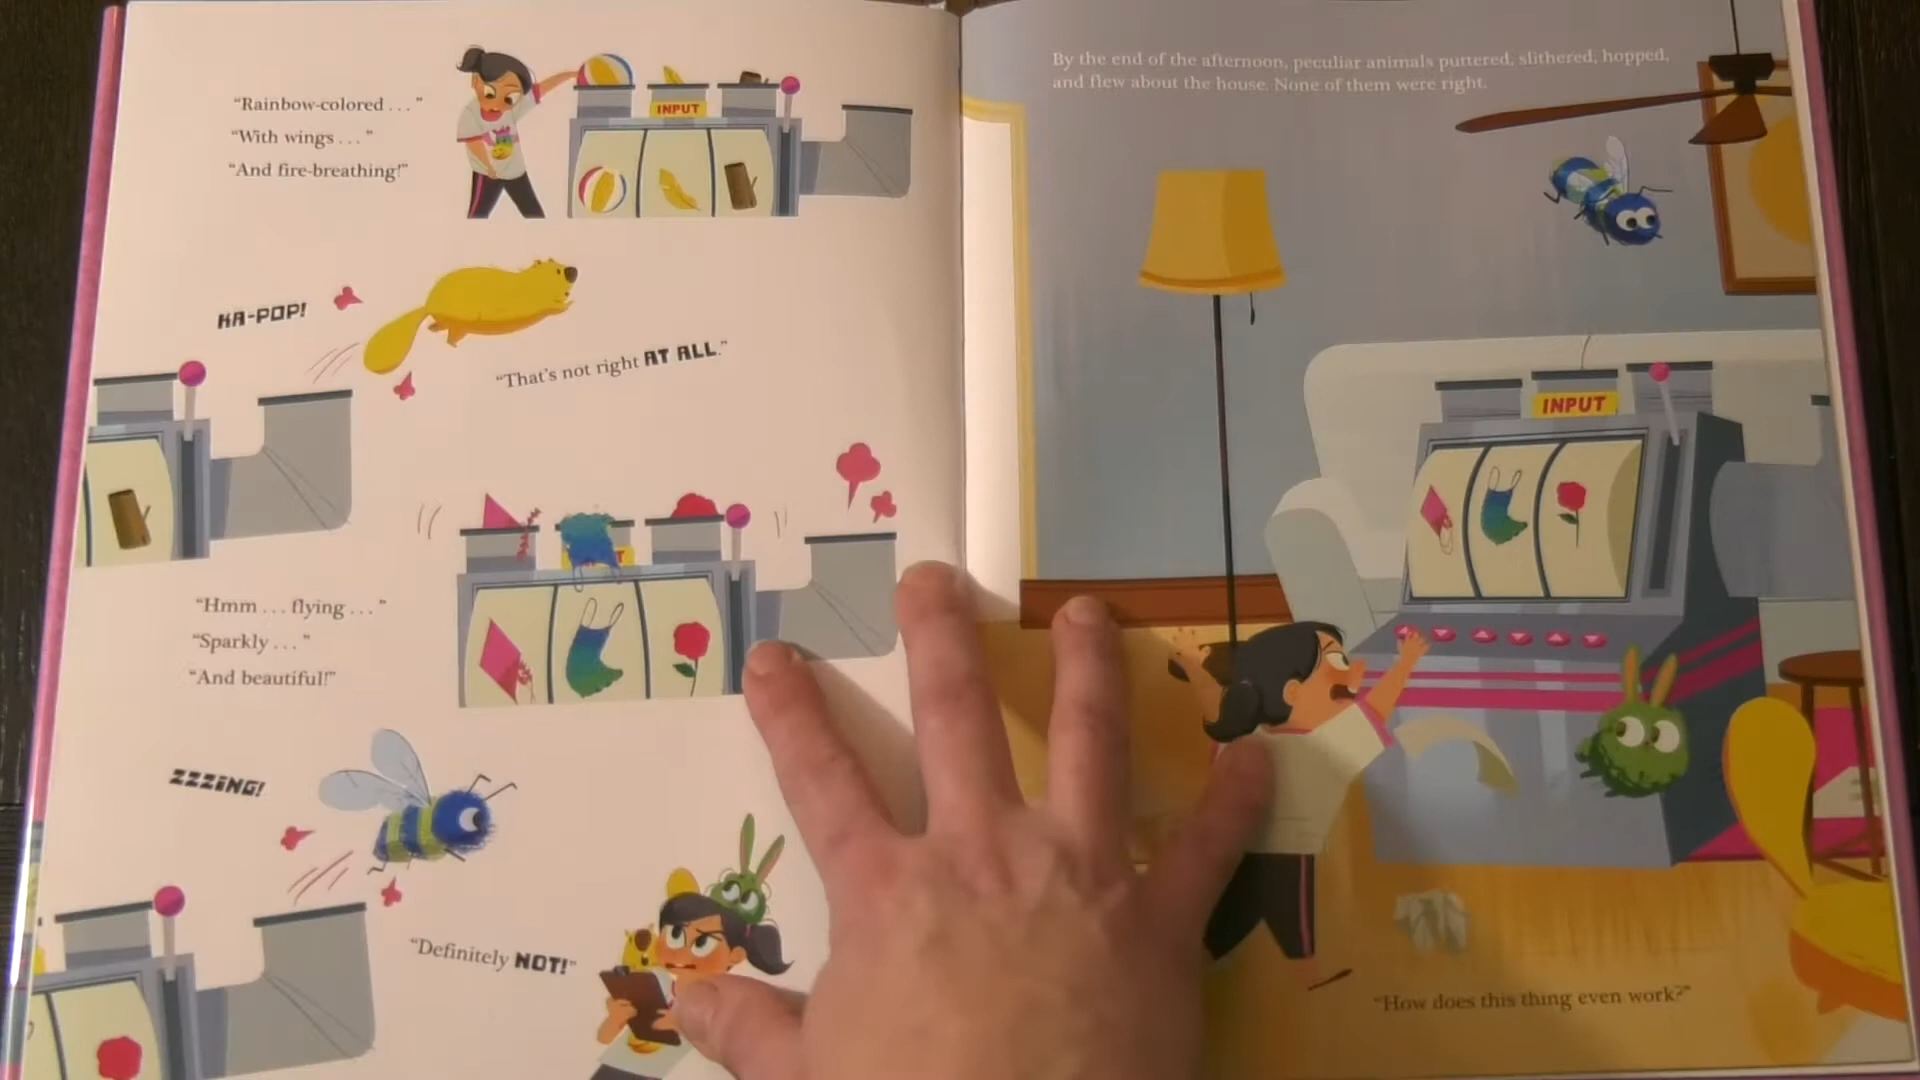 “Rainbow-colored . . . ”
“With wings . . . ”
“And fire-breathing!”
INPUT
KA-POP!
“That’s not right AT ALL.”
T
“Hmm . . . flying . . . ”
“Sparkly . . . ”
“And beautiful!”
ZZZING!
“Definitely NOT!”
By the end of the afternoon, peculiar animals puttered, slithered, hopped,
and flew about the house. None of them were right.
INPUT
“How does this thing even work?”